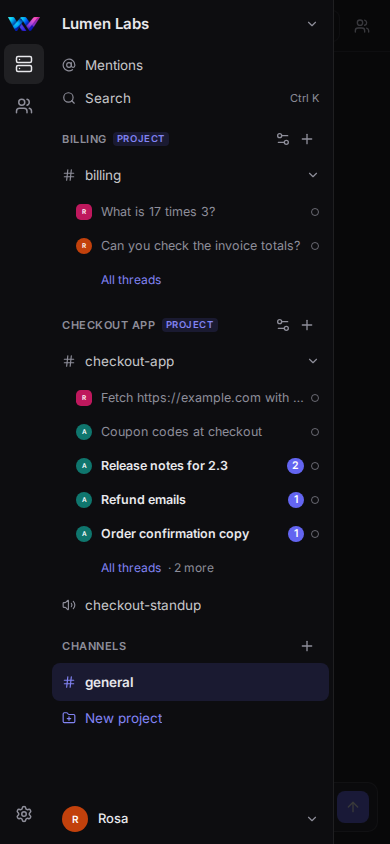 Lumen Labs
Mentions
Search Ctrl K
BILLING PROJECT
# billing
R What is 17 times 3?
R Can you check the invoice totals?
All threads
CHECKOUT APP PROJECT
# checkout-app
R Fetch https://example.com with ...
A Coupon codes at checkout
A Release notes for 2.3 2
A Refund emails 1
A Order confirmation copy 1
All threads · 2 more
checkout-standup
CHANNELS
# general
New project
R Rosa